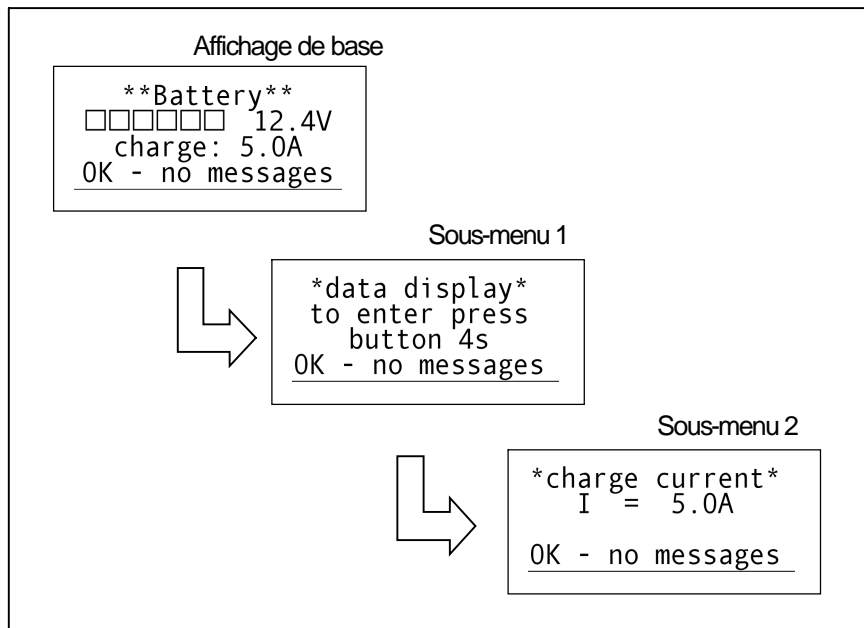 Affichage de base
**Battery**
□□□□□□ 12.4V
charge: 5.0A
OK - no messages
Sous-menu 1
*data display*
to enter press
button 4s
OK - no messages
Sous-menu 2
*charge current*
I = 5.0A
OK - no messages